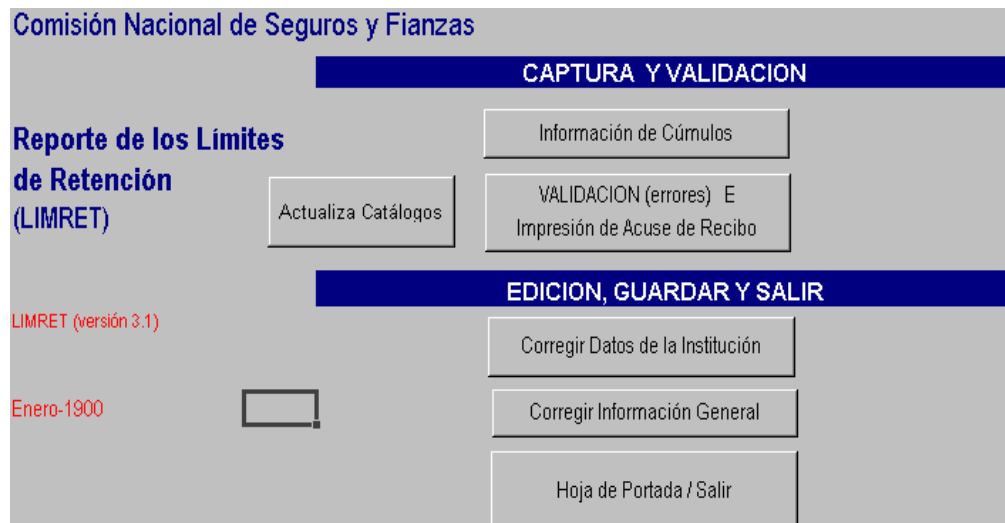 Comisión Nacional de Seguros y Fianzas
CAPTURA Y VALIDACION
Reporte de los Límites
de Retención
(LIMRET)
Información de Cúmulos
Actualiza Catálogos
VALIDACION (errores) E
Impresión de Acuse de Recibo
EDICION, GUARDAR Y SALIR
LIMRET (versión 3.1)
Corregir Datos de la Institución
Enero-1900
Corregir Información General
Hoja de Portada / Salir